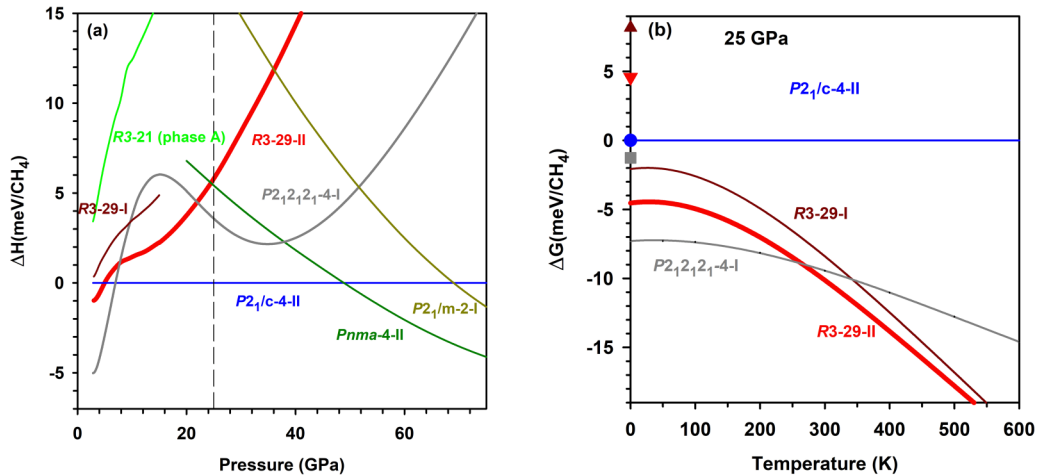 (a)
15
10
5
0
-5
ΔH(meV/CH₄)
R3-21 (phase A)
R3-29-II
R3-29-I
P2₁2₁2₁-4-I
P2₁/c-4-II
P2₁/m-2-I
Pnma-4-II
0 20 40 60
Pressure (GPa)
(b)
25 GPa
5
0
-5
-10
-15
ΔG(meV/CH₄)
P2₁/c-4-II
R3-29-I
P2₁2₁2₁-4-I
R3-29-II
0 100 200 300 400 500 600
Temperature (K)